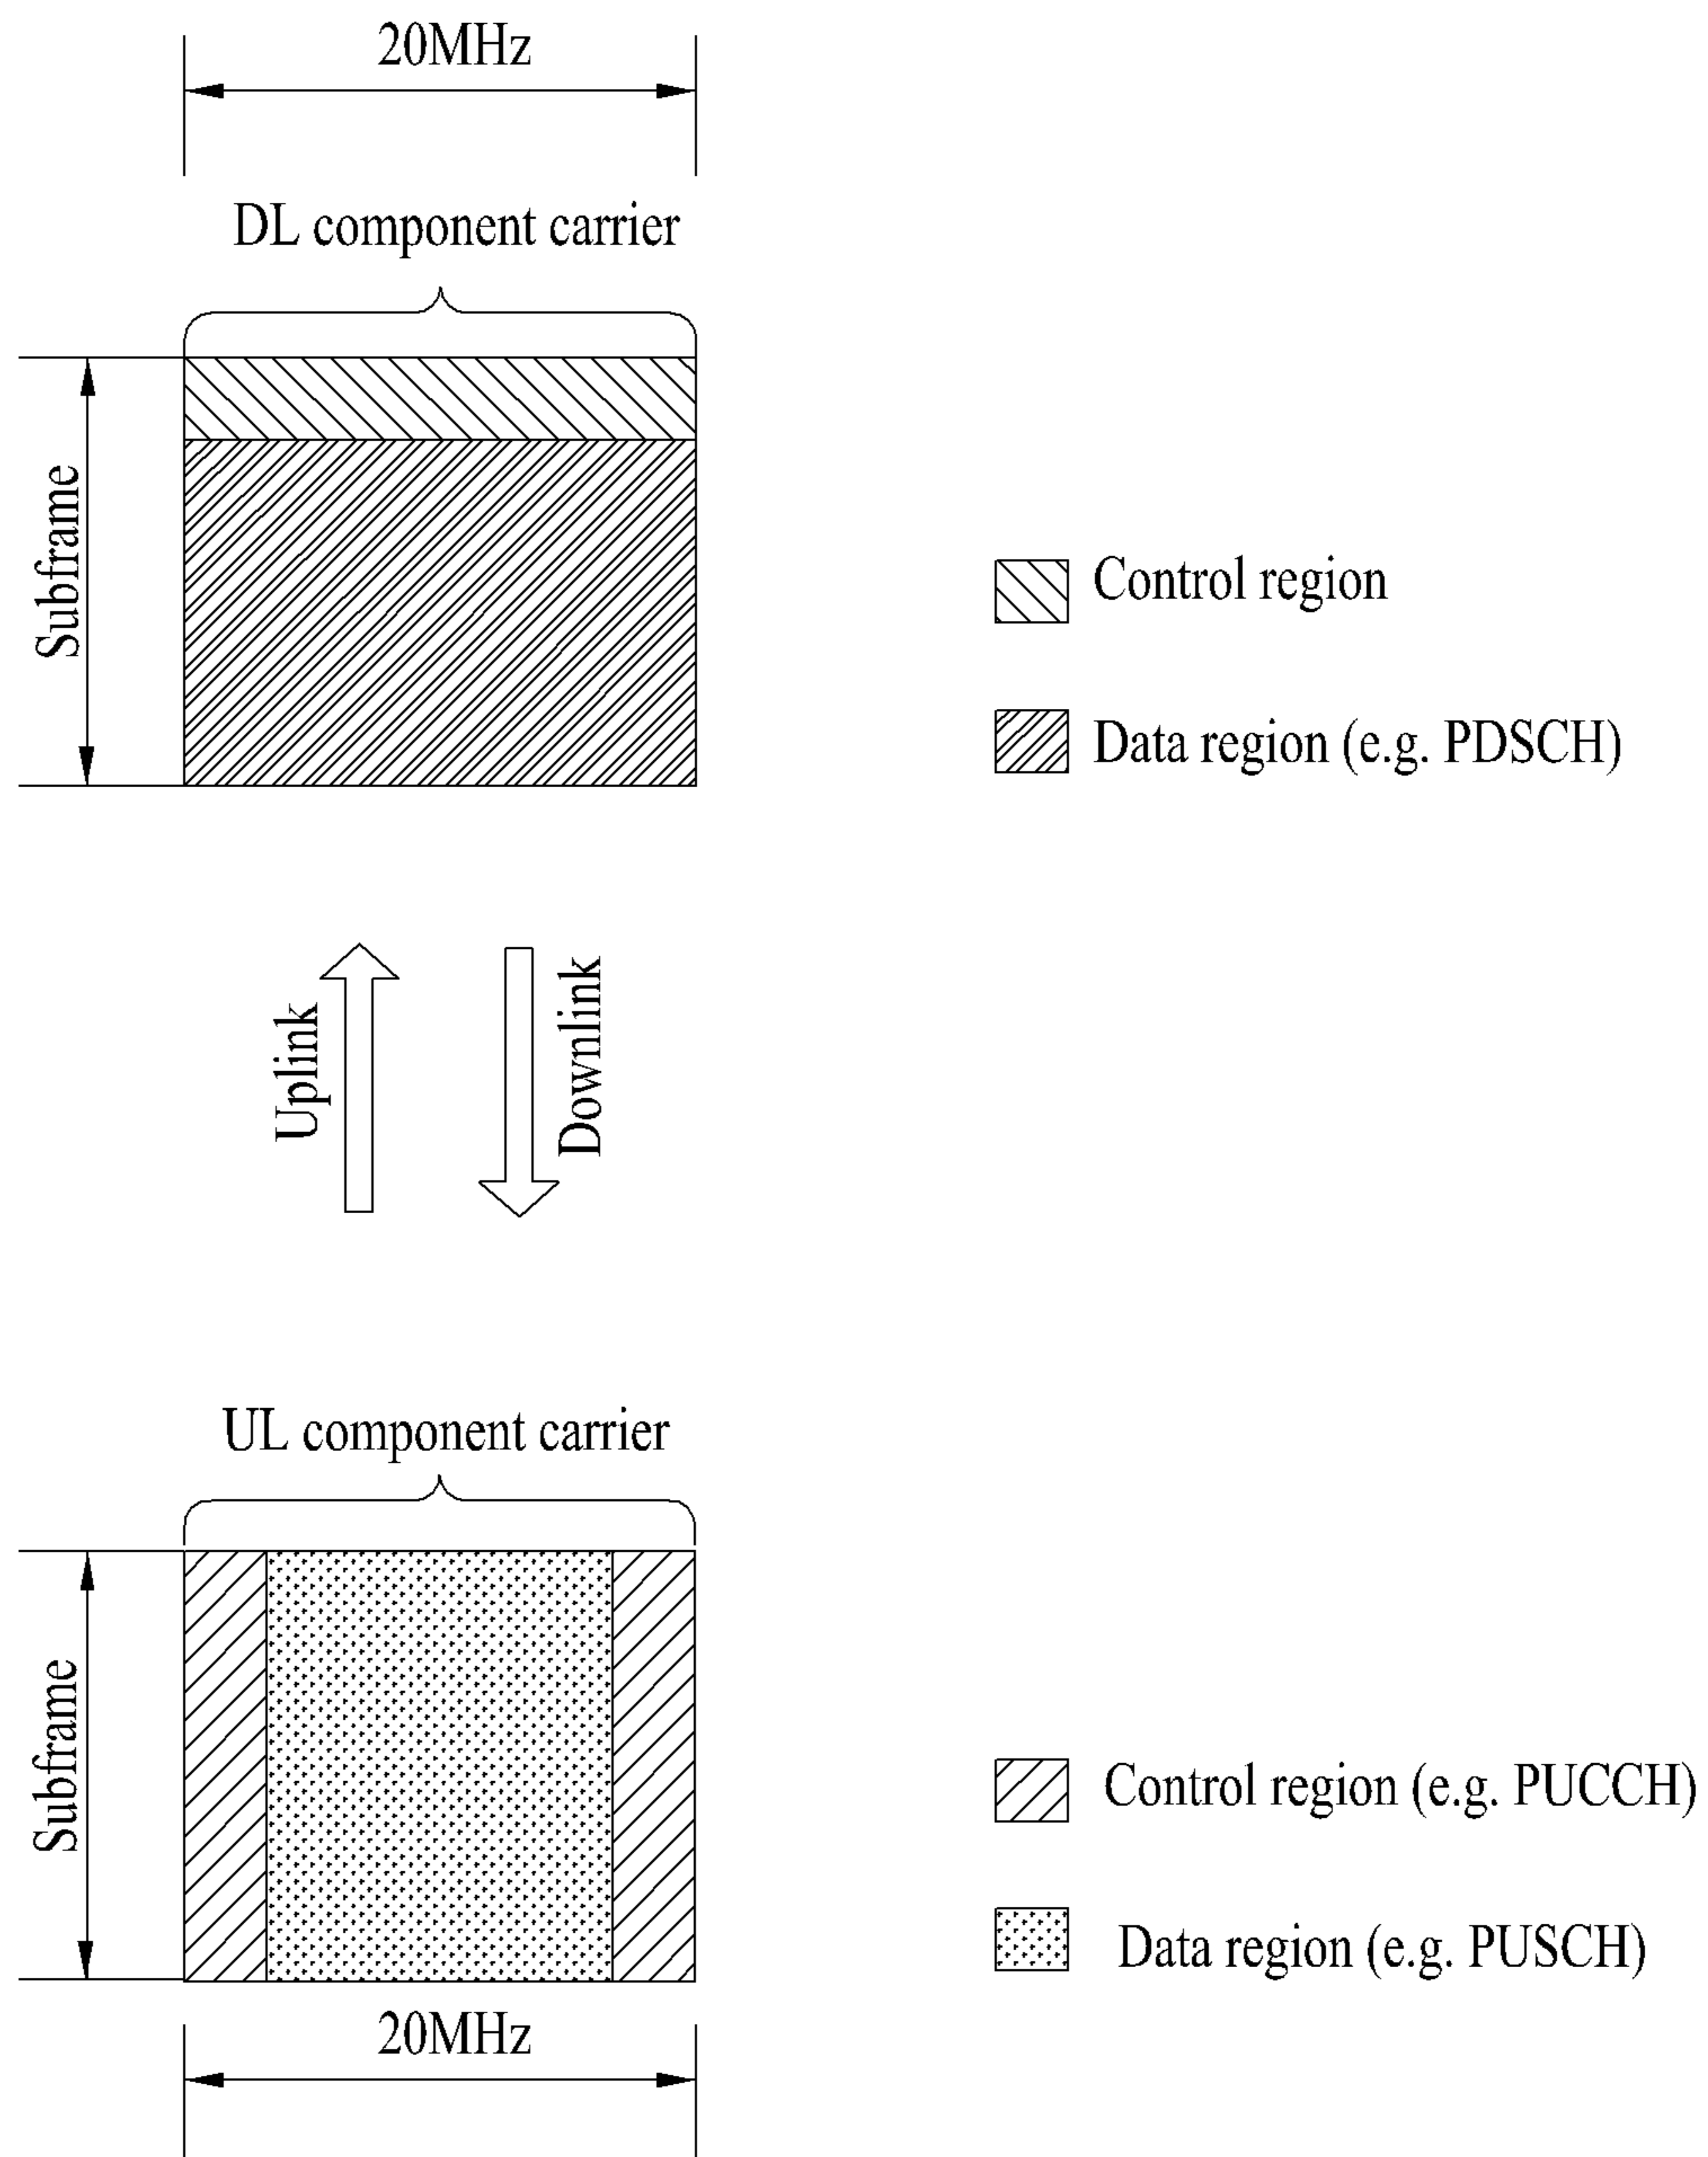 20MHz
DL component carrier
Subframe
Control region
Data region (e.g. PDSCH)
Uplink
Downlink
UL component carrier
Subframe
Control region (e.g. PUCCH)
Data region (e.g. PUSCH)
20MHz